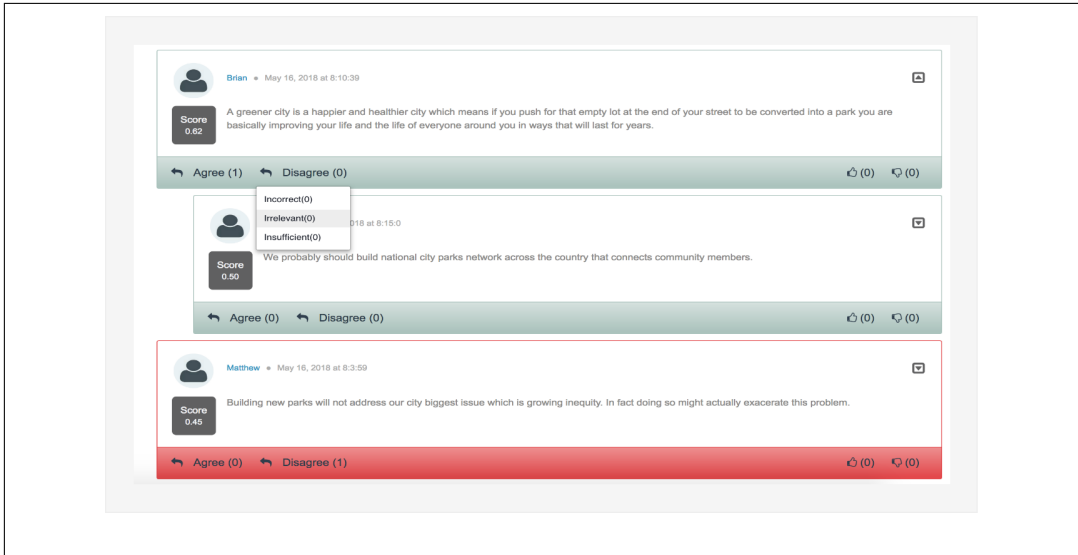 Brian • May 16, 2018 at 8:10:39
Score
0.62
A greener city is a happier and healthier city which means if you push for that empty lot at the end of your street to be converted into a park you are
basically improving your life and the life of everyone around you in ways that will last for years.
Agree (1) Disagree (0) (0) (0)
Incorrect(0)
Irrelevant(0)
Insufficient(0)
018 at 8:15:0
Score
0.50
We probably should build national city parks network across the country that connects community members.
Agree (0) Disagree (0) (0) (0)
Matthew • May 16, 2018 at 8:3:59
Score
0.45
Building new parks will not address our city biggest issue which is growing inequity. In fact doing so might actually exacerate this problem.
Agree (0) Disagree (1) (0) (0)